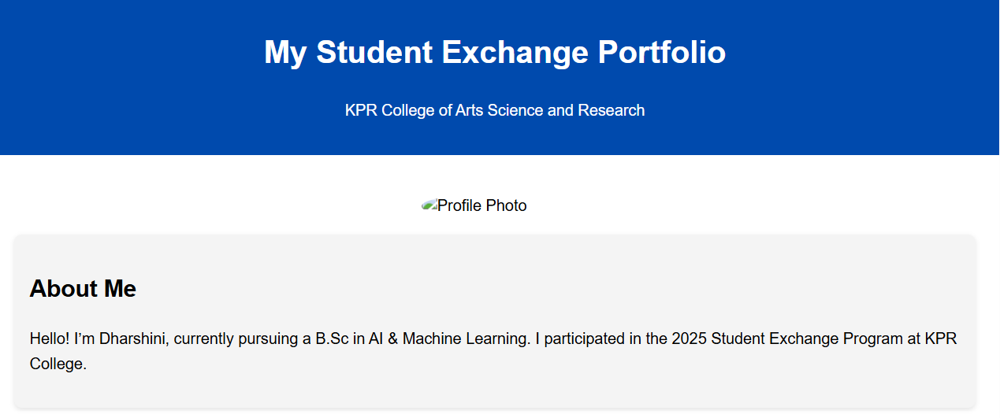 My Student Exchange Portfolio
KPR College of Arts Science and Research
Profile Photo
About Me
Hello! I’m Dharshini, currently pursuing a B.Sc in AI & Machine Learning. I participated in the 2025 Student Exchange Program at KPR
College.